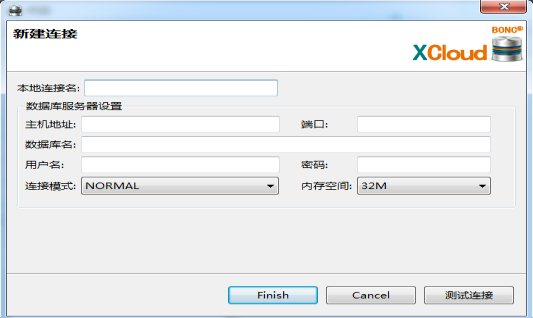 新建连接
BONC®
XCloud
本地连接名:
数据库服务器设置
主机地址: 端口:
数据库名:
用户名: 密码:
连接模式: NORMAL 内存空间: 32M
Finish Cancel 测试连接